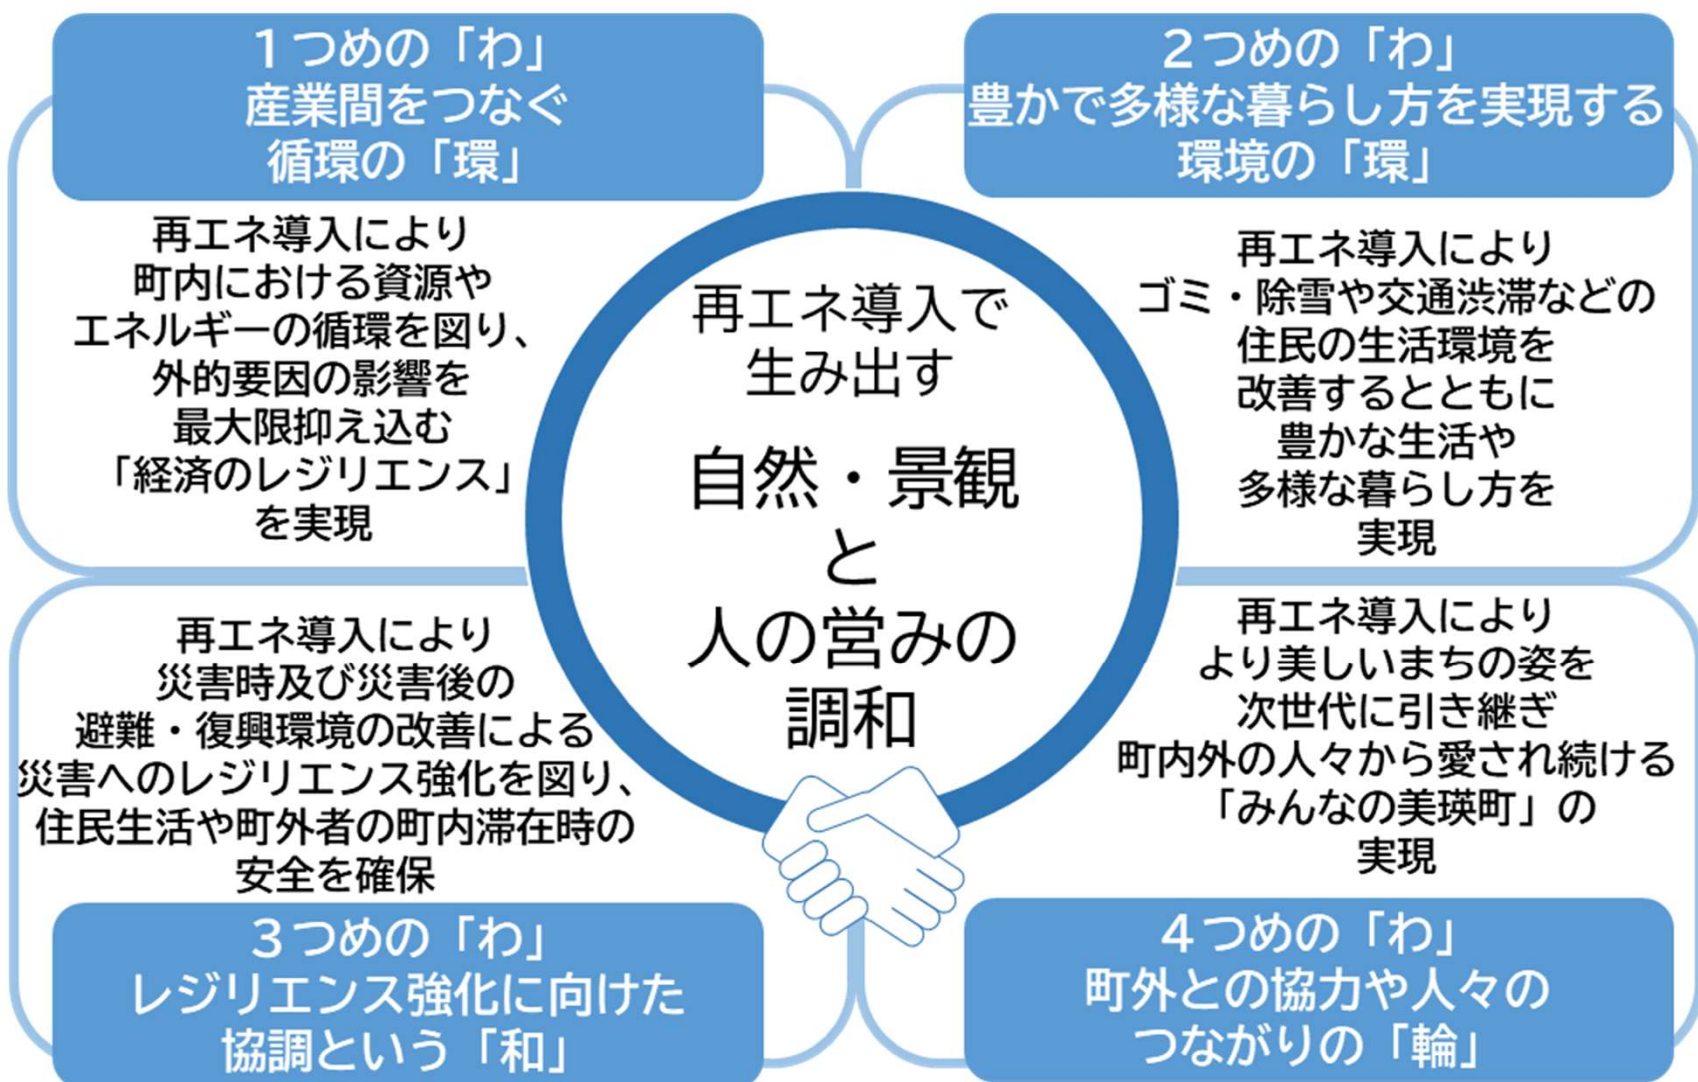 1つめの「わ」
産業間をつなぐ
循環の「環」
再エネ導入により
町内における資源や
エネルギーの循環を図り、
外的要因の影響を
最大限抑え込む
「経済のレジリエンス」
を実現
2つめの「わ」
豊かで多様な暮らし方を実現する
環境の「環」
再エネ導入により
ゴミ・除雪や交通渋滞などの
住民の生活環境を
改善するとともに
豊かな生活や
多様な暮らし方を
実現
再エネ導入で
生み出す
自然・景観
と
人の営みの
調和
再エネ導入により
災害時及び災害後の
避難・復興環境の改善による
災害へのレジリエンス強化を図り、
住民生活や町外者の町内滞在時の
安全を確保
3つめの「わ」
レジリエンス強化に向けた
協調という「和」
再エネ導入により
より美しいまちの姿を
次世代に引き継ぎ
町内外の人々から愛され続ける
「みんなの美瑛町」の
実現
4つめの「わ」
町外との協力や人々の
つながりの「輪」